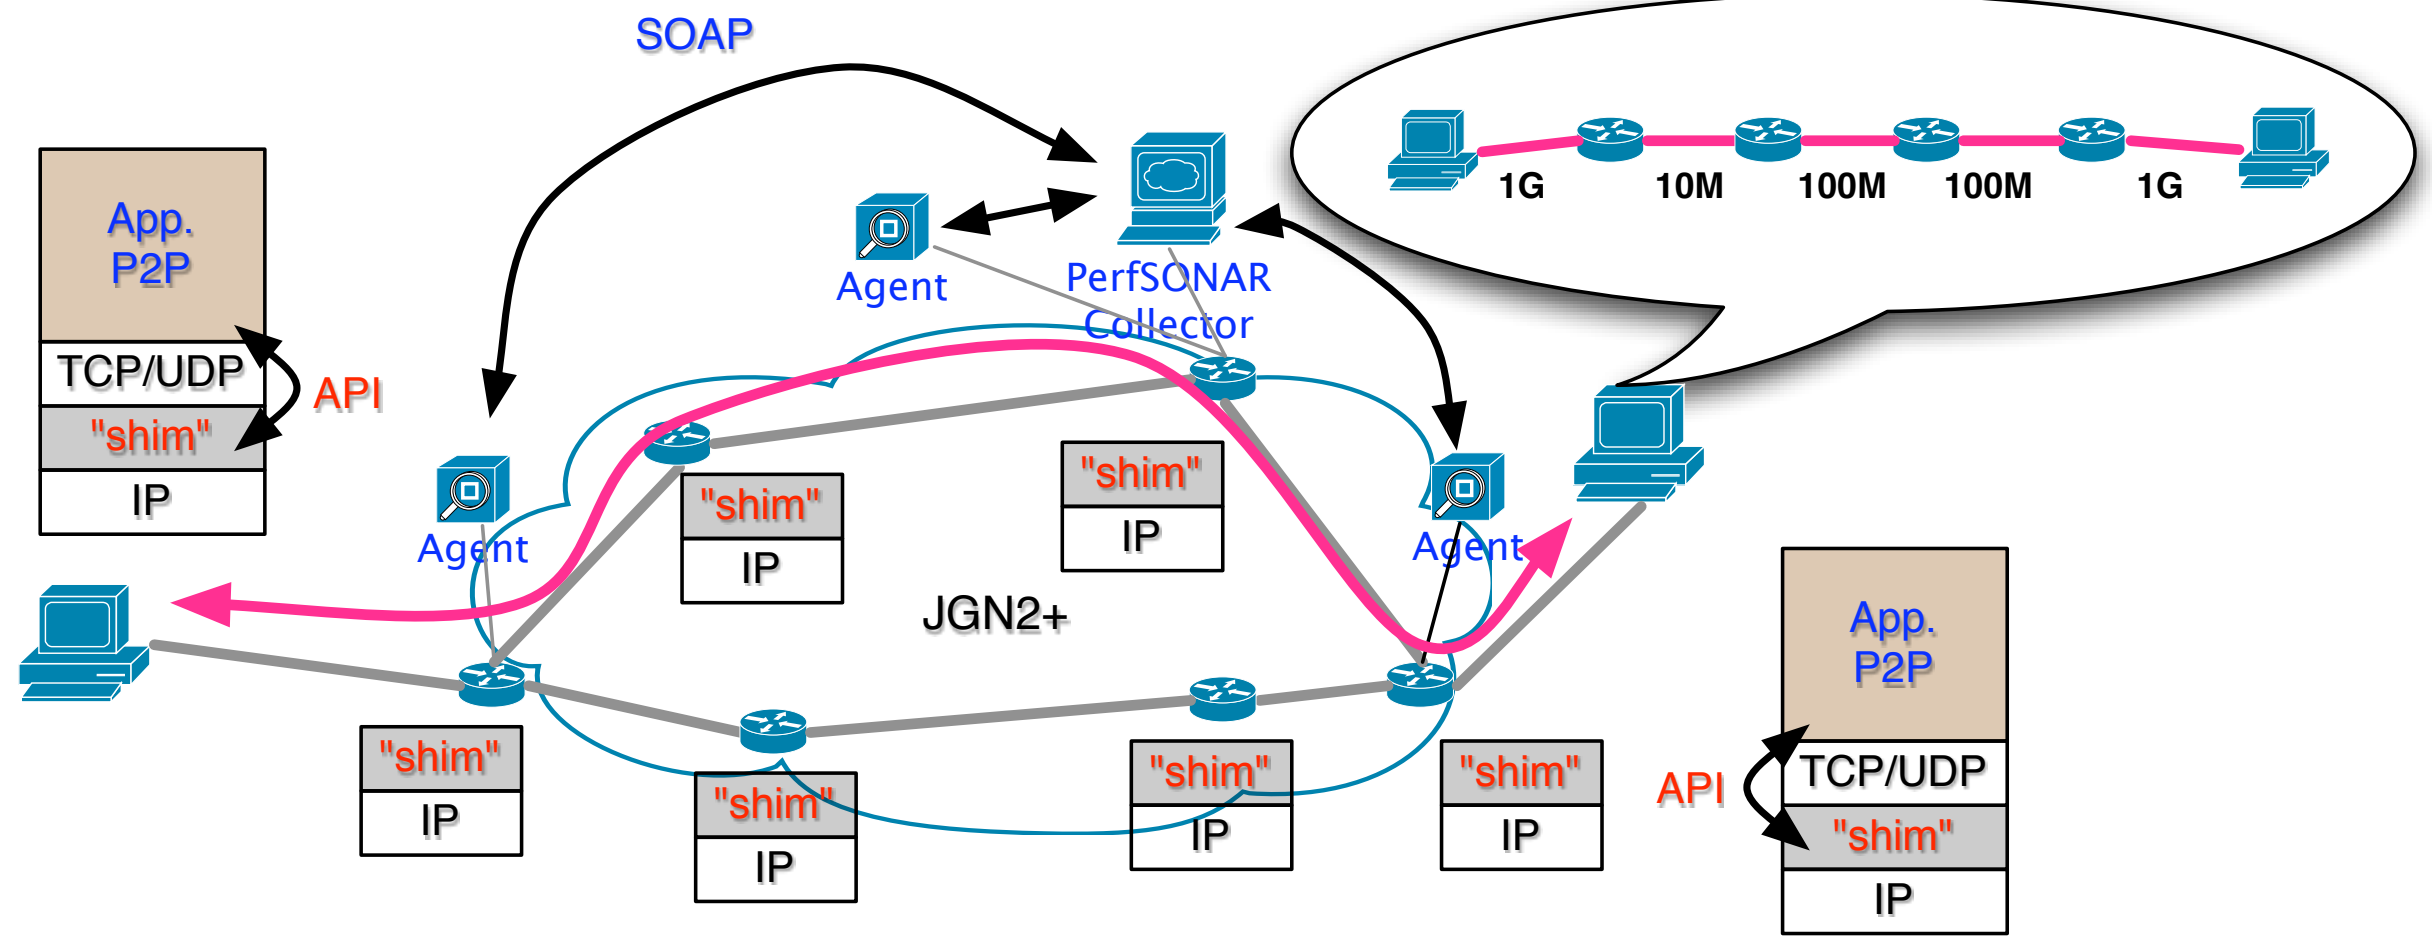 SOAP
1G
10M
100M
100M
1G
App.
P2P
TCP/UDP
"shim"
IP
API
Agent
PerfSONAR
Collector
Agent
Agent
"shim"
IP
"shim"
IP
JGN2+
"shim"
IP
"shim"
IP
"shim"
IP
"shim"
IP
API
App.
P2P
TCP/UDP
"shim"
IP